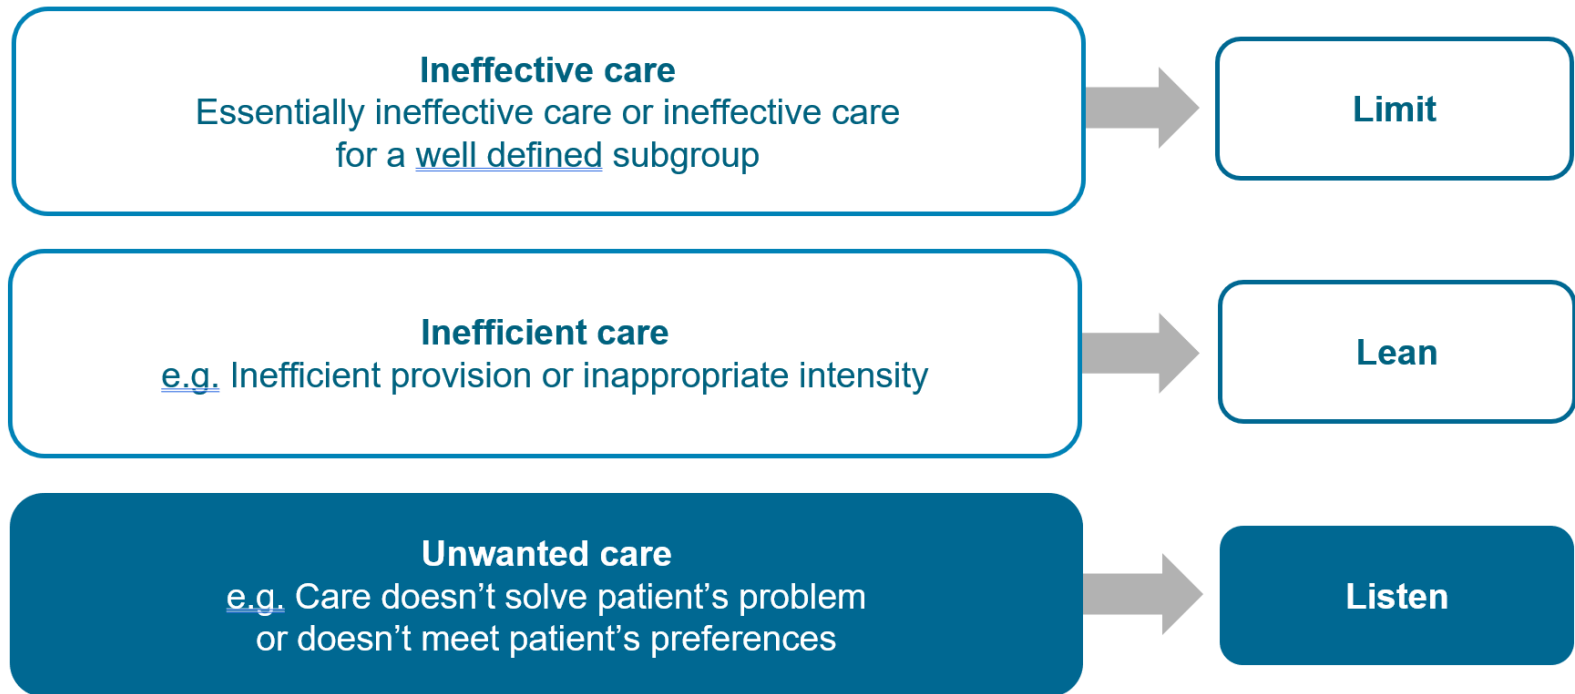 Ineffective care
Essentially ineffective care or ineffective care
for a well defined subgroup
Limit
Inefficient care
e.g. Inefficient provision or inappropriate intensity
Lean
Unwanted care
e.g. Care doesn’t solve patient’s problem
or doesn’t meet patient’s preferences
Listen